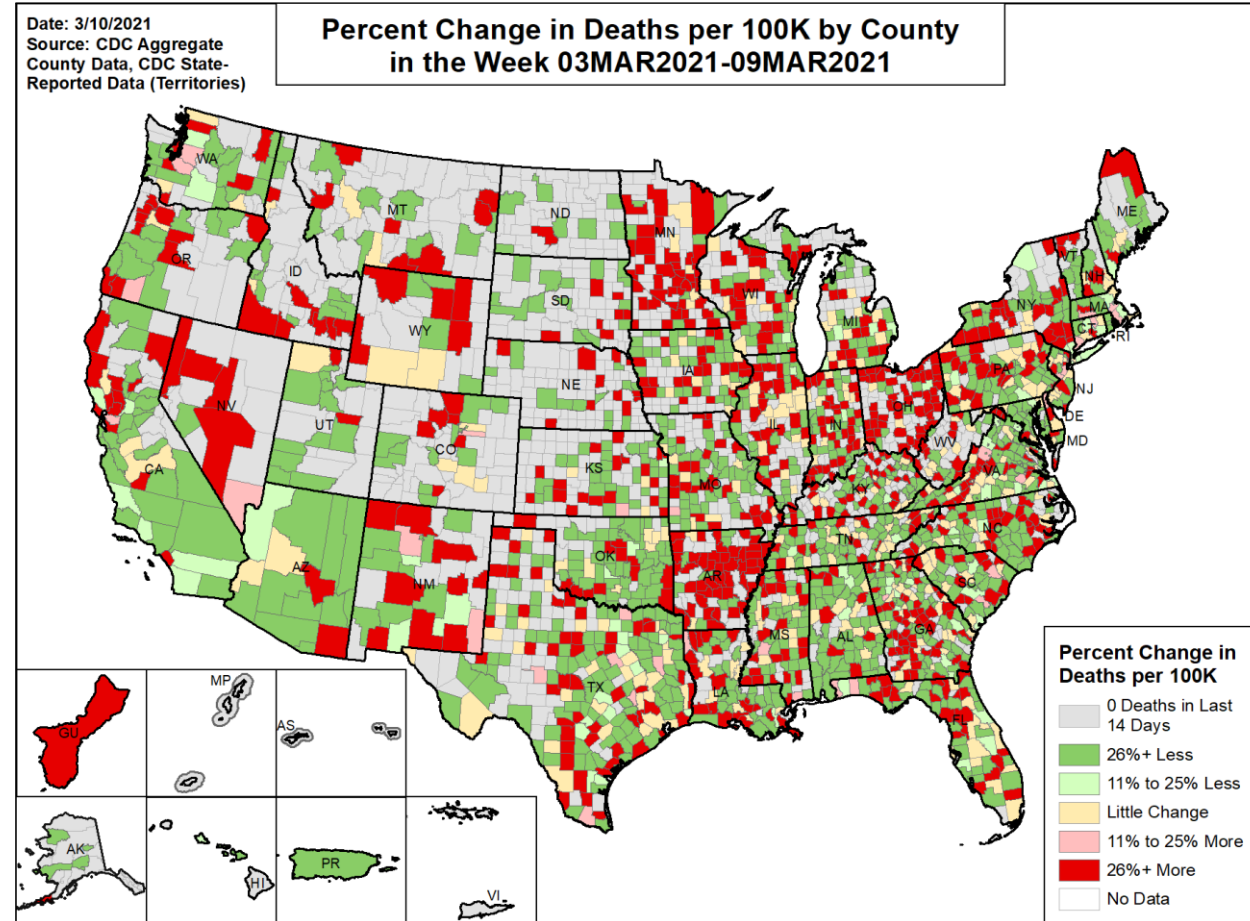 Date: 3/10/2021
Source: CDC Aggregate
County Data, CDC State-
Reported Data (Territories)
Percent Change in Deaths per 100K by County
in the Week 03MAR2021-09MAR2021
WA
MT
ND
MN
ME
OR
ID
SD
WI
VT
NH
NY
MA
WY
MI
CT
RI
NE
IA
PA
NJ
NV
UT
CO
IL
IN
OH
DE
MD
WV
CA
KS
MO
KY
VA
AZ
NM
OK
AR
TN
NC
SC
MS
AL
GA
TX
LA
FL
GU
MP
AS
AK
HI
PR
VI
Percent Change in
Deaths per 100K
0 Deaths in Last
14 Days
26%+ Less
11% to 25% Less
Little Change
11% to 25% More
26%+ More
No Data